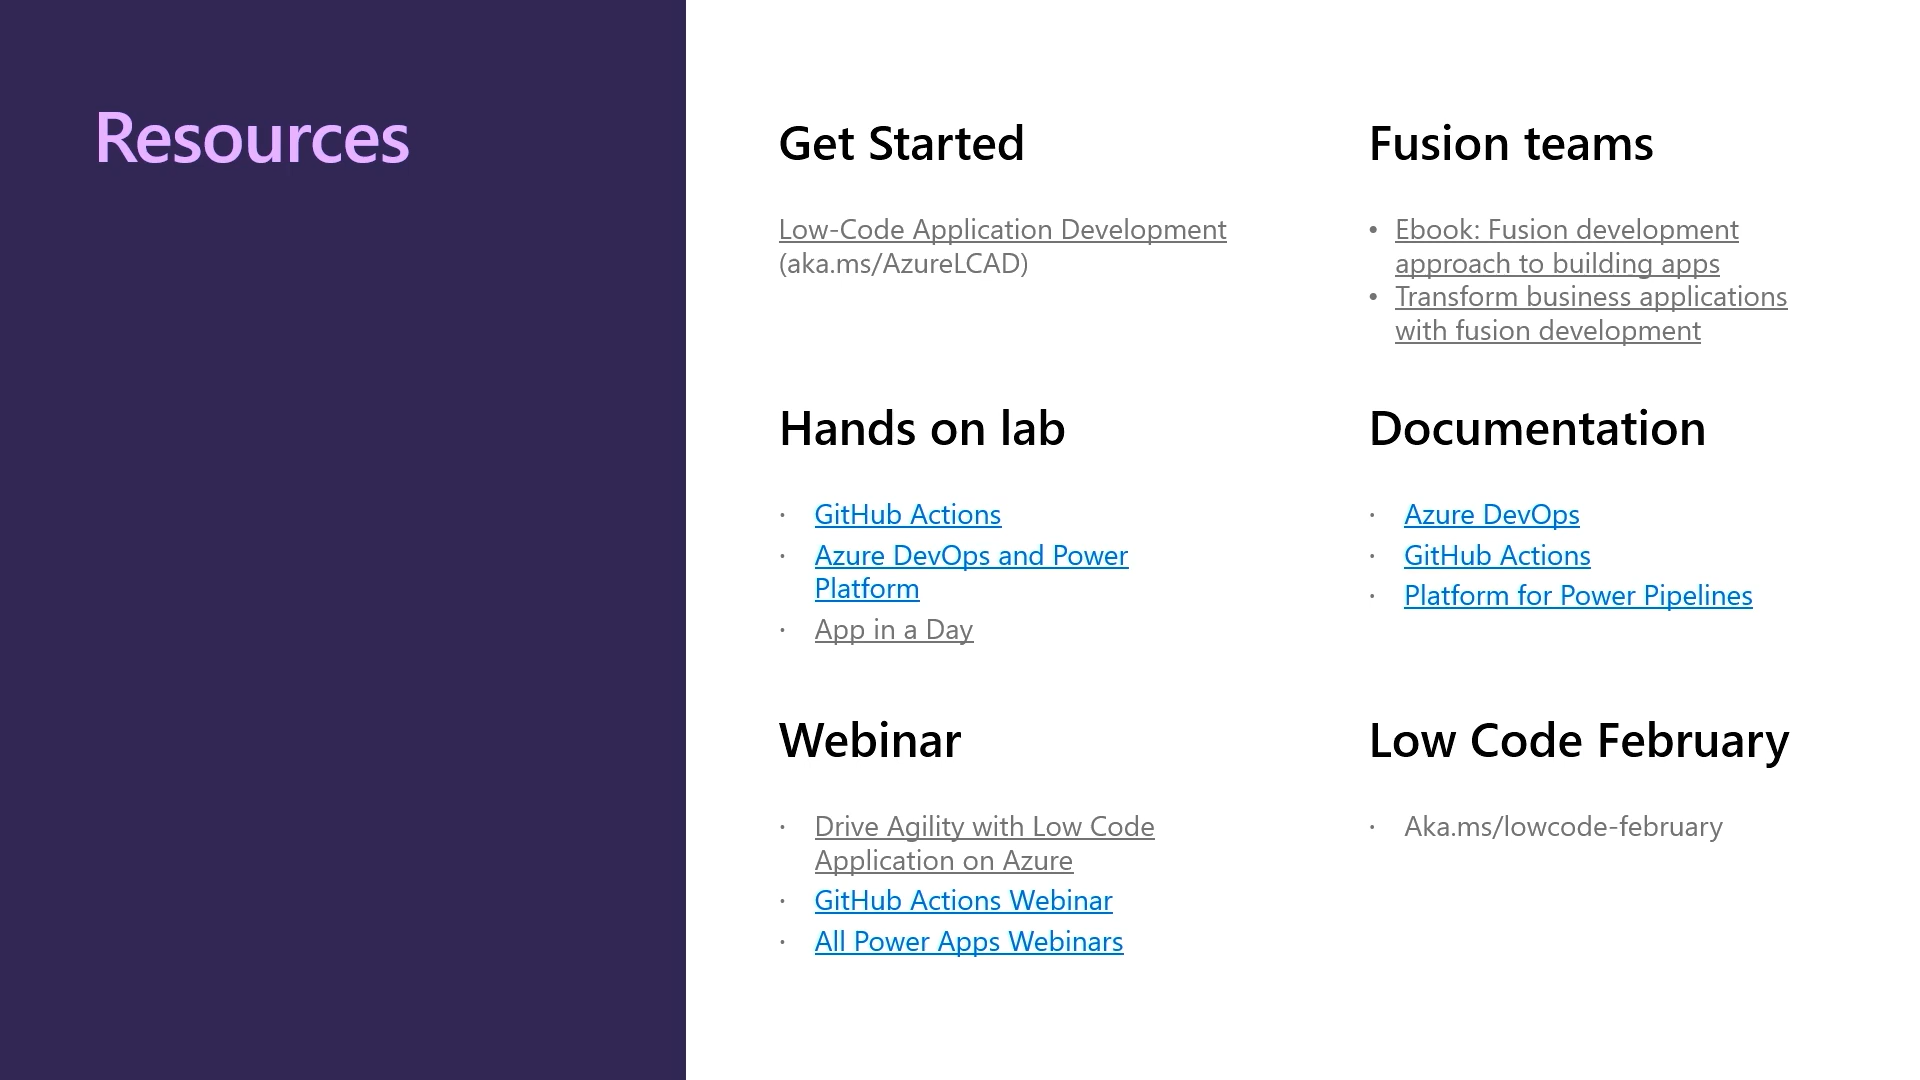 Resources
Get Started
Low-Code Application Development
(aka.ms/AzureLCAD)
Fusion teams
• Ebook: Fusion development
approach to building apps
• Transform business applications
with fusion development
Hands on lab
· GitHub Actions
· Azure DevOps and Power
Platform
· App in a Day
Documentation
· Azure DevOps
· GitHub Actions
· Platform for Power Pipelines
Webinar
· Drive Agility with Low Code
Application on Azure
· GitHub Actions Webinar
· All Power Apps Webinars
Low Code February
· Aka.ms/lowcode-february